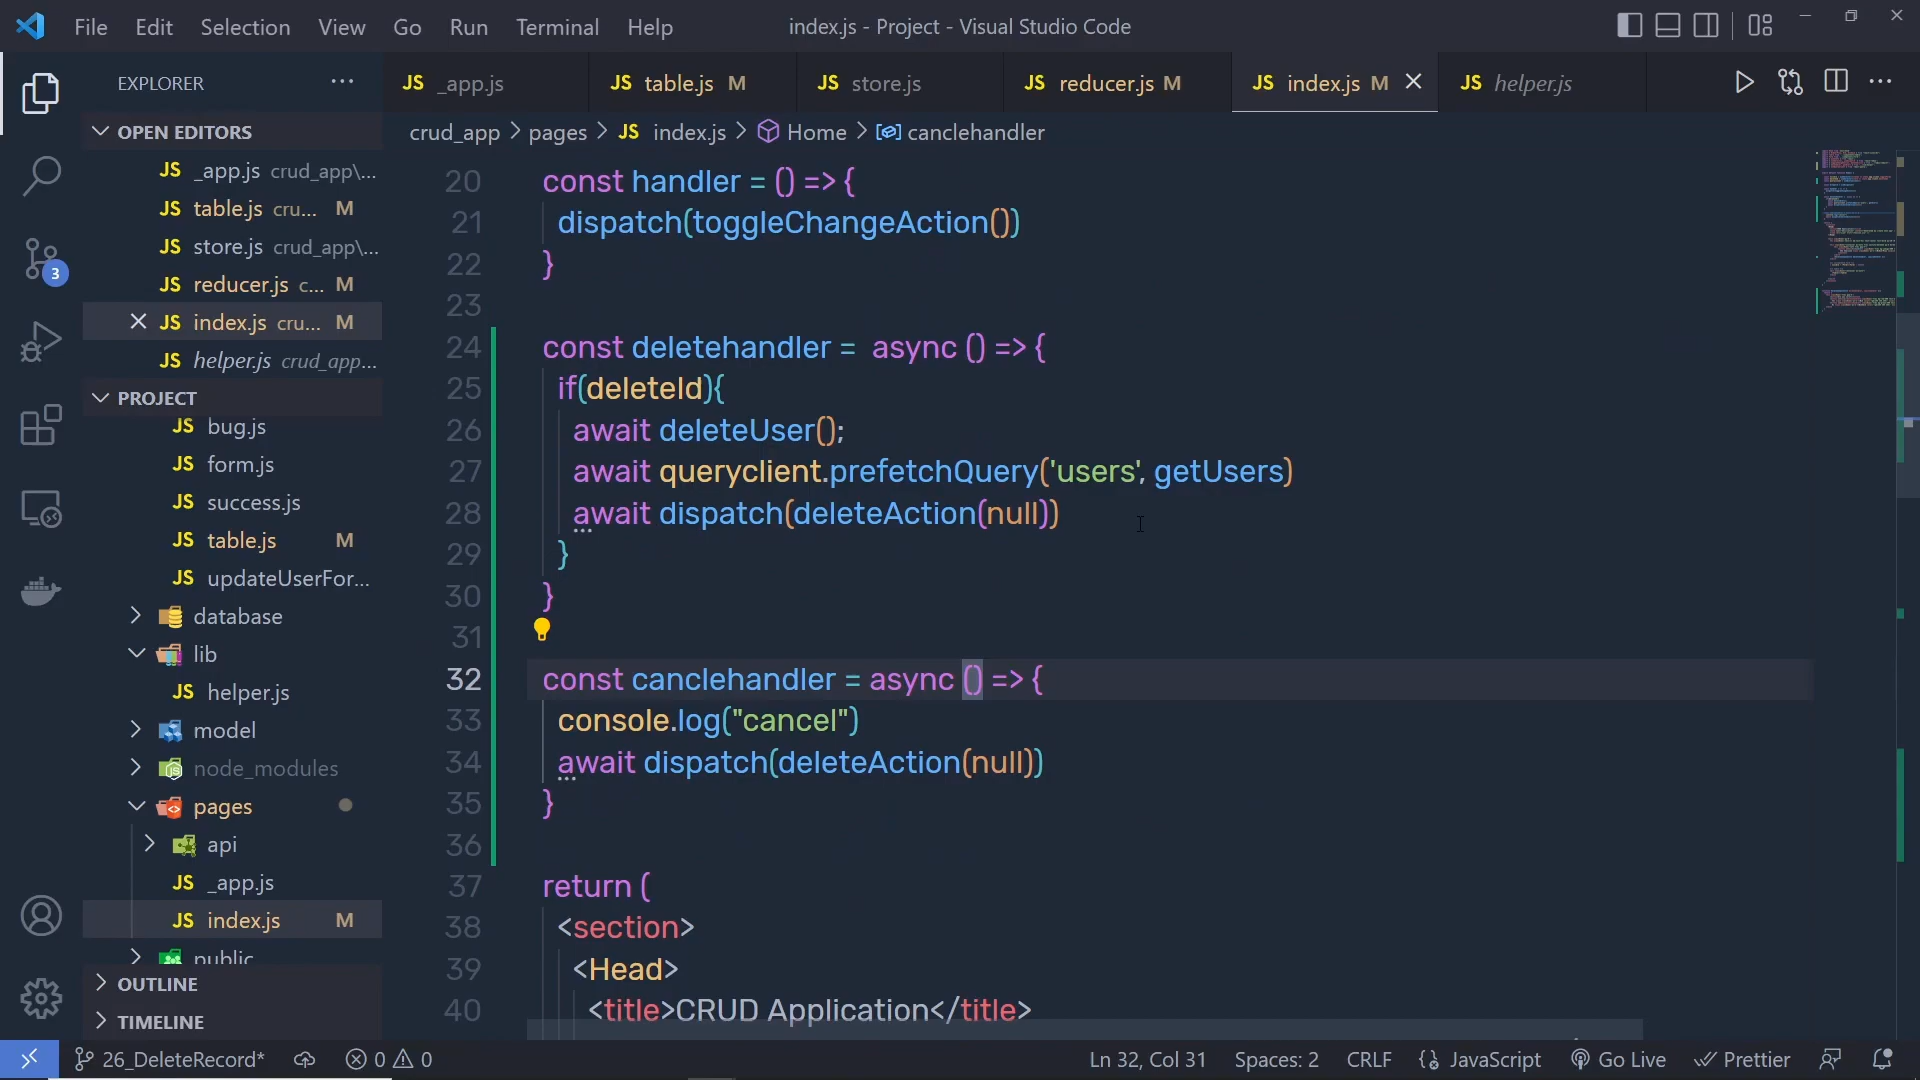 File Edit Selection View Go Run Terminal Help index.js - Project - Visual Studio Code
EXPLORER ...
JS _app.js JS table.js M JS store.js JS reducer.js M JS index.js M JS helper.js
OPEN EDITORS
crud_app > pages > JS index.js > Home > canclehandler
JS _app.js crud_app\...
JS table.js cru... M
JS store.js crud_app\...
JS reducer.js c... M
JS index.js cru... M
JS helper.js crud_app...
3
PROJECT
JS bug.js
JS form.js
JS success.js
JS table.js M
JS updateUserFor...
database
lib
JS helper.js
model
node_modules
pages
api
JS _app.js
JS index.js M
public
OUTLINE
TIMELINE
20 const handler = () => {
21 dispatch(toggleChangeAction())
22 }
23
24 const deletehandler = async () => {
25 if(deleteId){
26 await deleteUser();
27 await queryclient.prefetchQuery('users', getUsers)
28 await dispatch(deleteAction(null))
29 }
30 }
31
32 const canclehandler = async () => {
33 console.log("cancel")
34 await dispatch(deleteAction(null))
35 }
36
37 return (
38 <section>
39 <Head>
40 <title>CRUD Application</title>
26_DeleteRecord* 0 0 Ln 32, Col 31 Spaces: 2 CRLF JavaScript Go Live Prettier